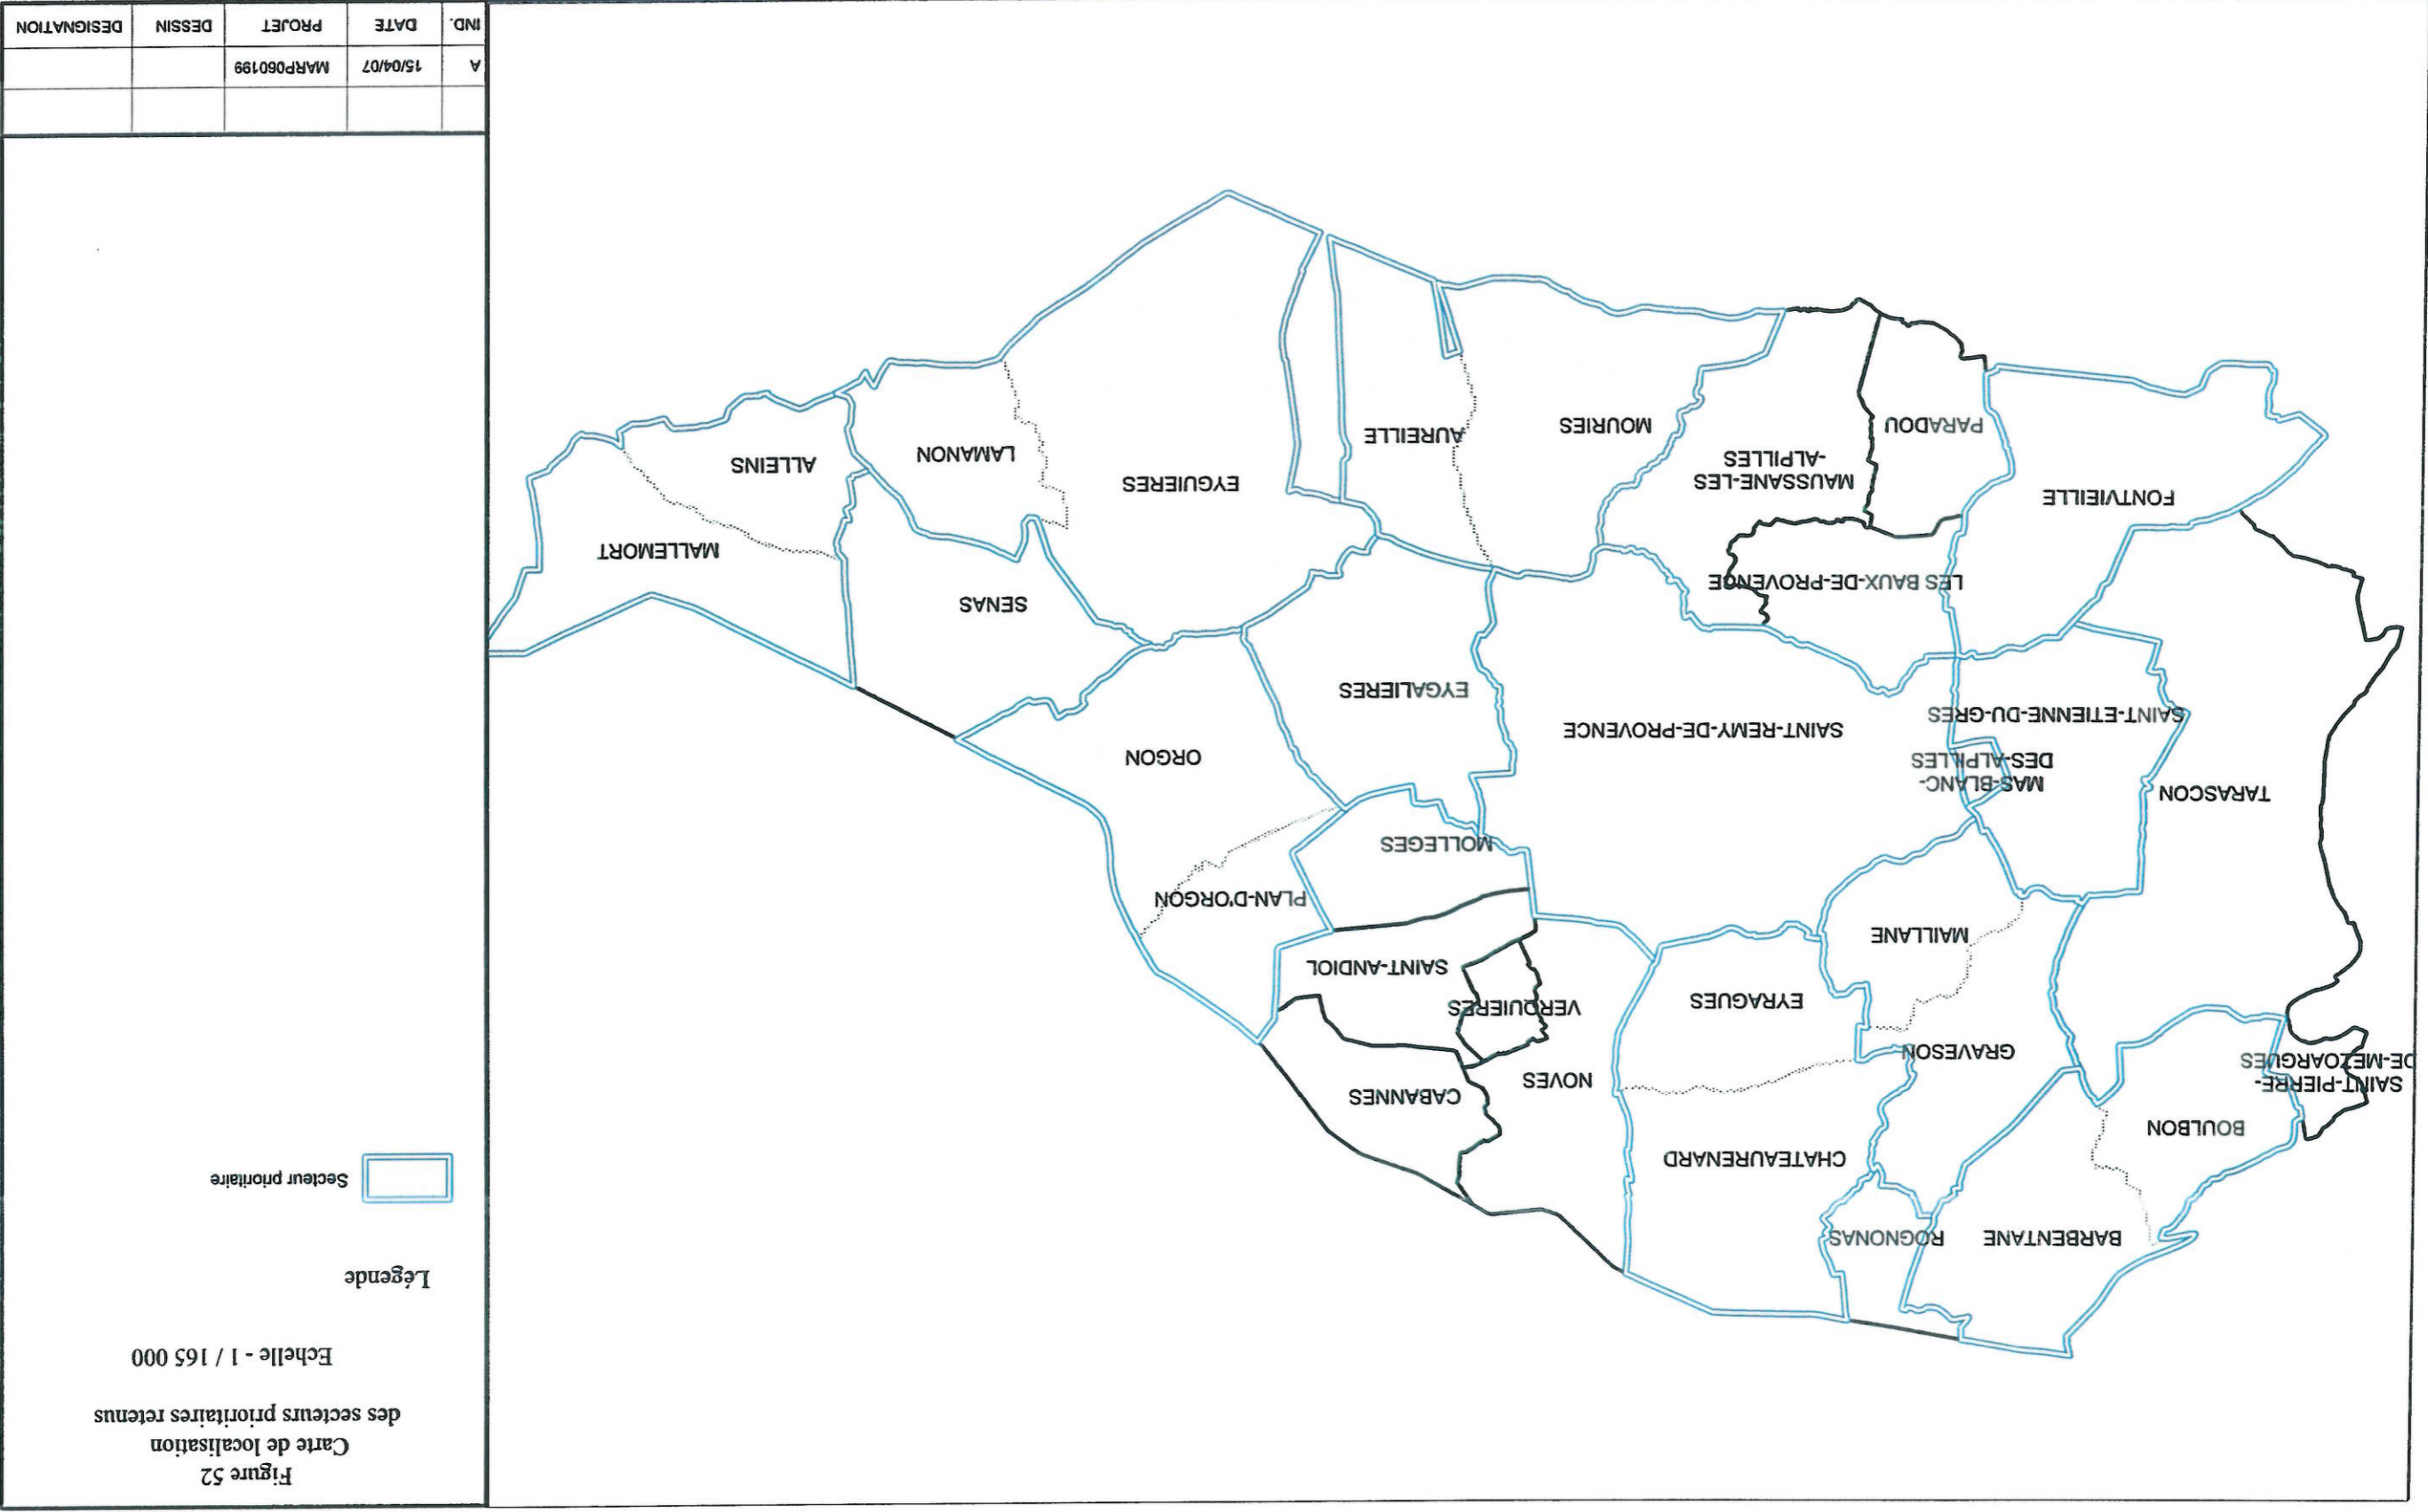 BARBENTANE
ROGNONAS
CHATEAURENARD
BOULBON
SAINT-PIERRE-
DE-MEZOARGUES
GRAVESON
NOVES
CABANNES
EYRAGUES
VERQUIERES
MAILLANE
SAINT-ANDIOL
PLAN-D'ORGON
MOLLEGES
TARASCON
MAS-BLANC-
DES-ALPILLES
SAINT-ETIENNE-DU-GRES
SAINT-REMY-DE-PROVENCE
EYGALIERES
ORGON
SENAS
MALLEMORT
LES BAUX-DE-PROVENCE
FONTVIEILLE
MAUSSANE-LES
-ALPILLES
PARADOU
MOURIES
AUREILLE
EYGUIERES
LAMANON
ALLEINS
Figure 52
Carte de localisation
des secteurs prioritaires retenus
Echelle - 1 / 165 000
Légende
Secteur prioritaire
A 15/04/07 MARP060199
IND. DATE PROJET DESSIN DESIGNATION